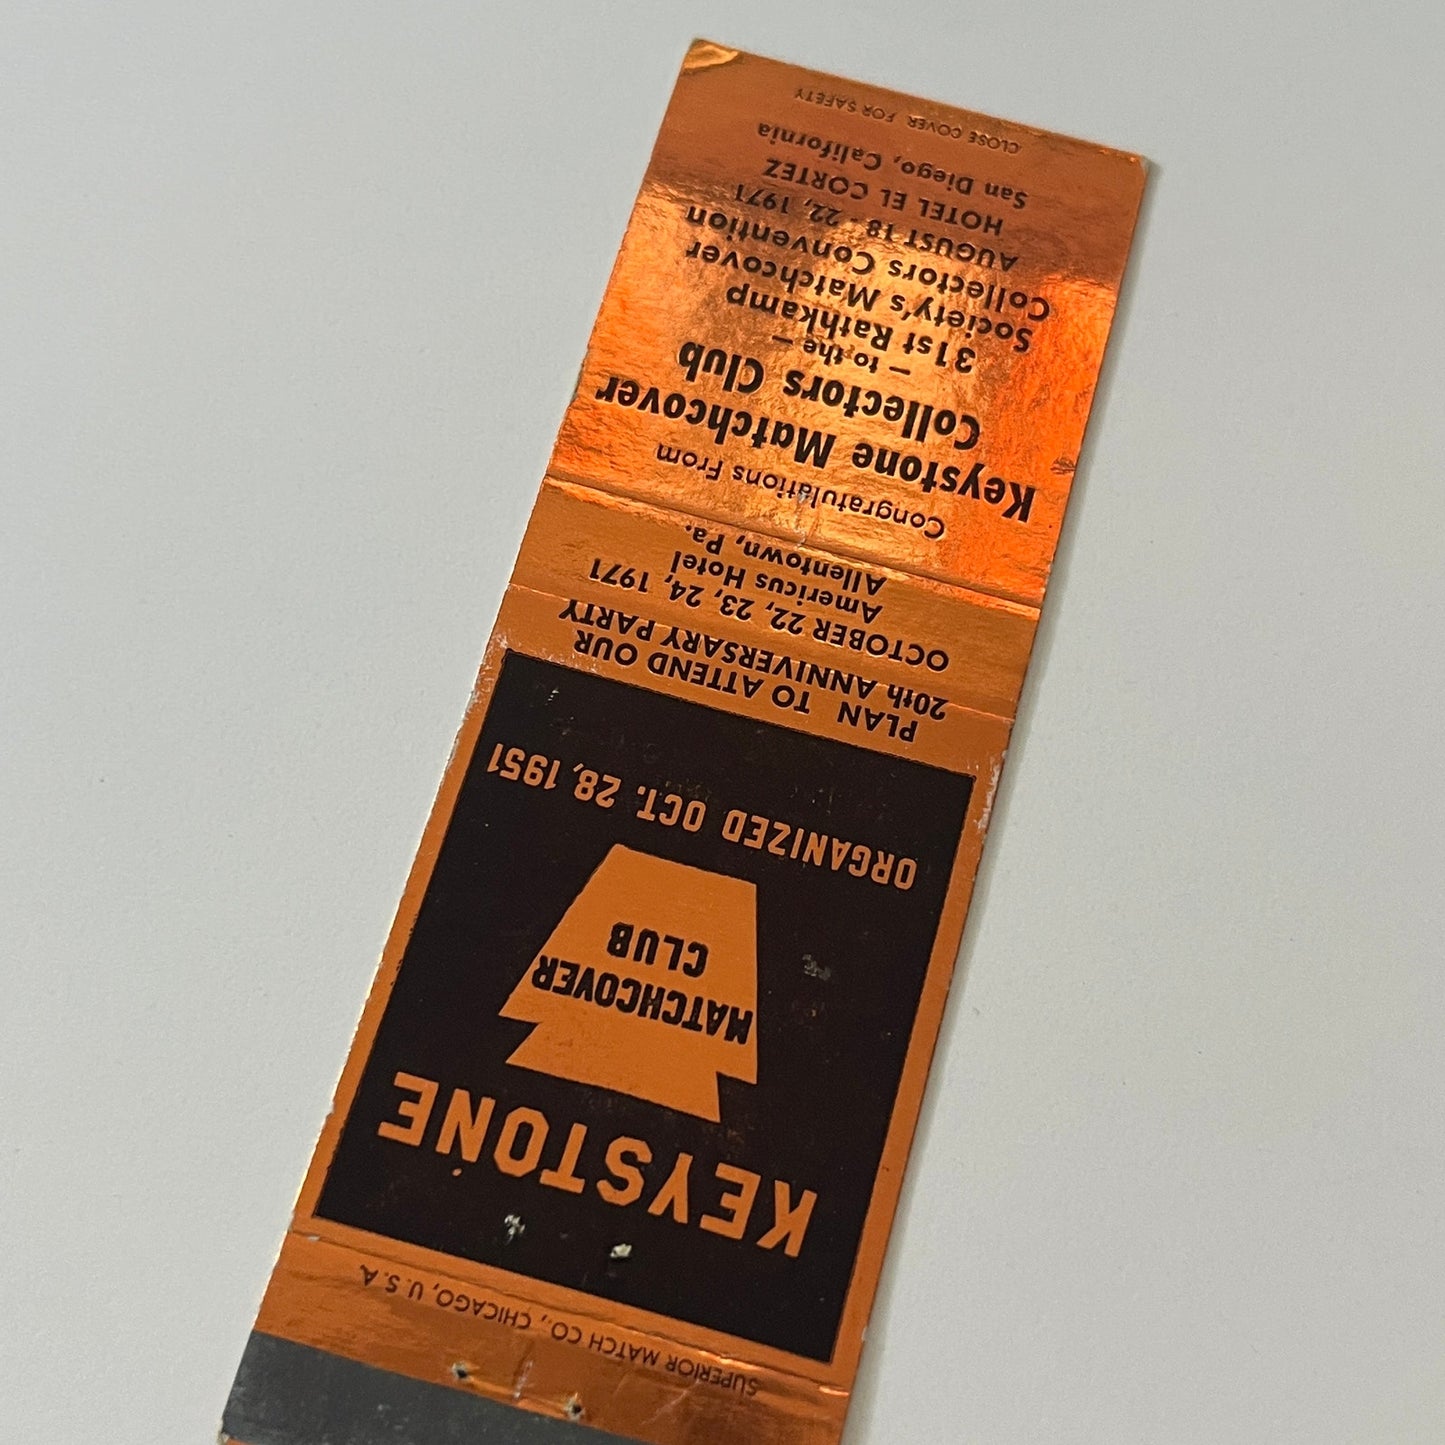 SUPERIOR MATCH CO., CHICAGO, U.S.A.
KEYSTONE
MATCHCOVER
CLUB
ORGANIZED OCT. 28, 1951
PLAN TO ATTEND OUR
20th ANNIVERSARY PARTY
OCTOBER 22, 23, 24, 1971
Americus Hotel
Allentown, Pa.
Congratulations From
Keystone Matchcover
Collectors Club
— to the —
31st Rathkamp
Society's Matchcover
Collectors Convention
AUGUST 18 - 22, 1971
HOTEL EL CORTEZ
San Diego, California
CLOSE COVER FOR SAFETY